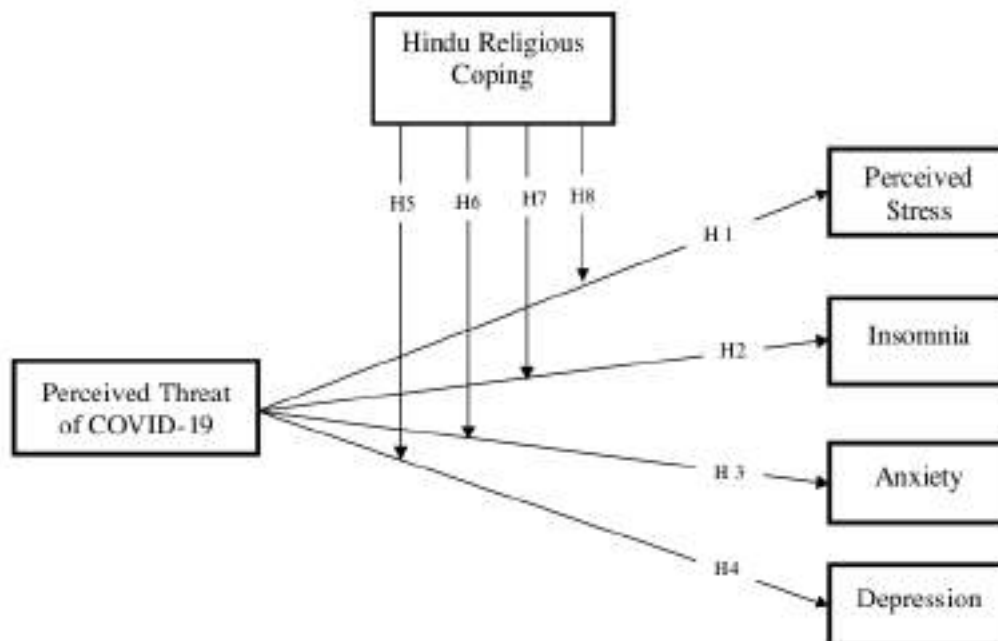 Hindu Religious
Coping
H5
H6
H7
H8
Perceived
Stress
H 1
Insomnia
H2
Perceived Threat
of COVID-19
H 3
Anxiety
H4
Depression